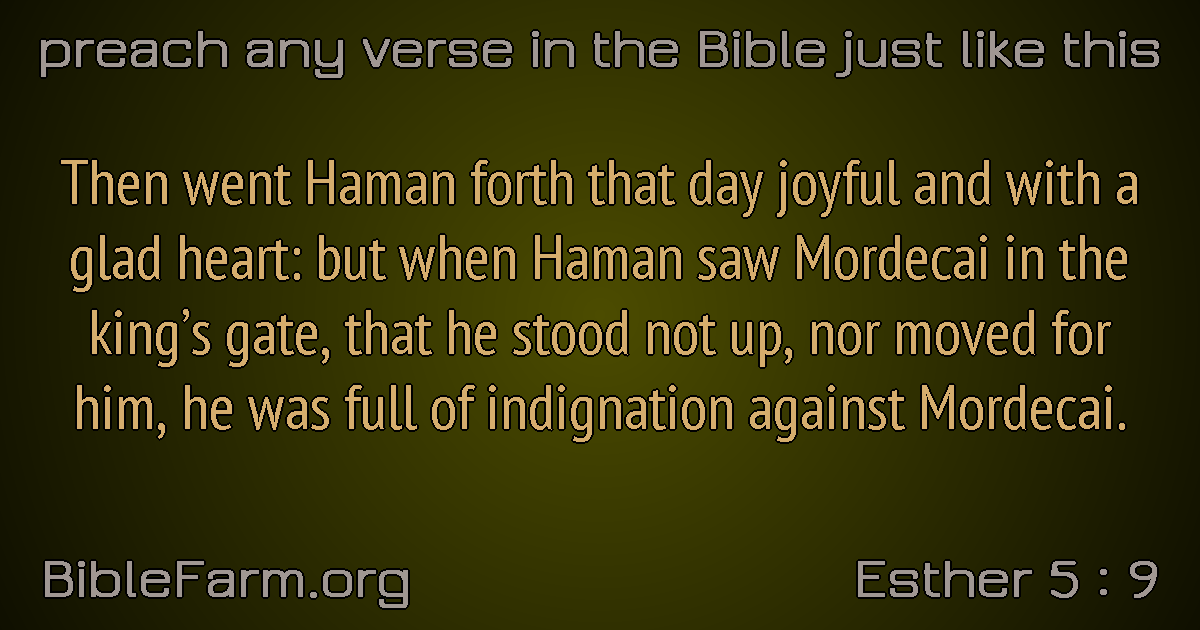 preach any verse in the Bible just like this
Then went Haman forth that day joyful and with a
glad heart: but when Haman saw Mordecai in the
king’s gate, that he stood not up, nor moved for
him, he was full of indignation against Mordecai.
BibleFarm.org
Esther 5 : 9